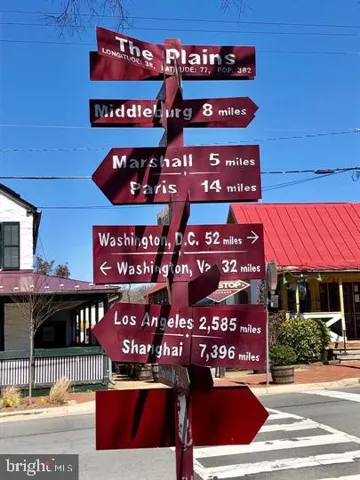 The Plains
LONGITUDE: 38, LATITUDE: 77, POP. 382
Middleburg 8 miles
Marshall 5 miles
Paris 14 miles
Washington, D.C. 52 miles →
← Washington, Va. 32 miles
Los Angeles 2,585 miles
Shanghai 7,396 miles
STOP
bright MLS